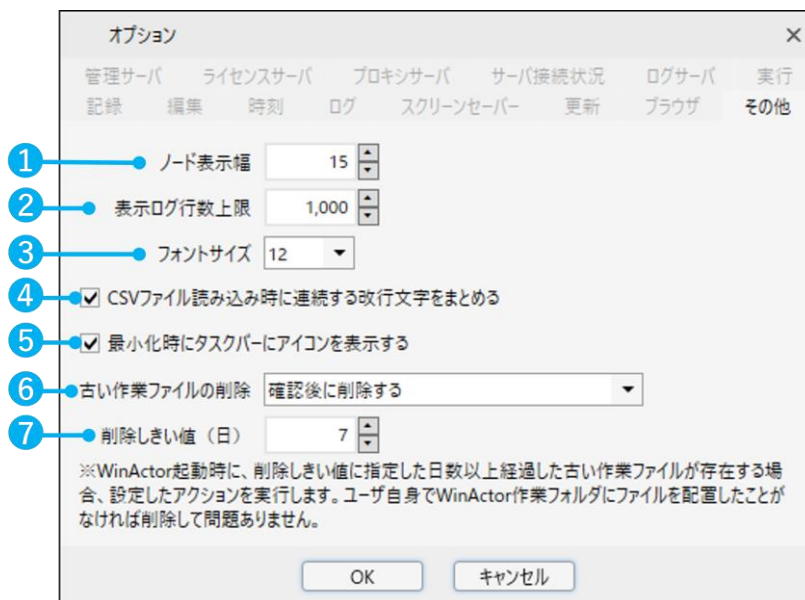 オプション
管理サーバ ライセンスサーバ プロキシサーバ サーバ接続状況 ログサーバ 実行
記録 編集 時刻 ログ スクリーンセーバー 更新 ブラウザ その他
1 ノード表示幅 15
2 表示ログ行数上限 1,000
3 フォントサイズ 12
4 CSVファイル読み込み時に連続する改行文字をまとめる
5 最小化時にタスクバーにアイコンを表示する
6 古い作業ファイルの削除 確認後に削除する
7 削除しきい値（日） 7
※WinActor起動時に、削除しきい値に指定した日数以上経過した古い作業ファイルが存在する場
合、設定したアクションを実行します。ユーザ自身でWinActor作業フォルダにファイルを配置したことが
なければ削除して問題ありません。
OK キャンセル